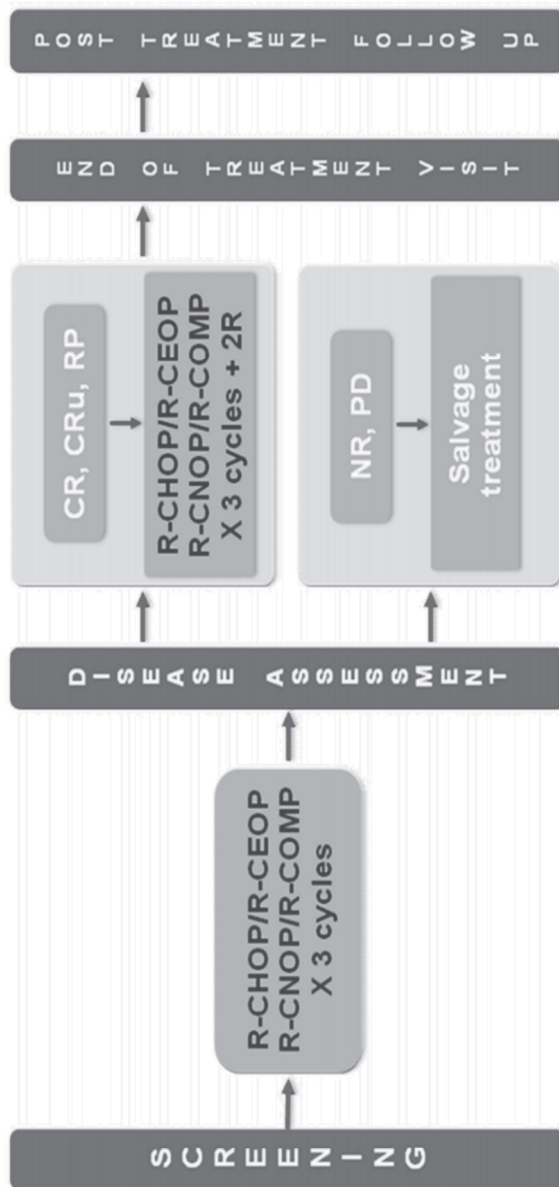 SCREENING
R-CHOP/R-CEOP
R-CNOP/R-COMP
X 3 cycles
DISEASE ASSESSMENT
CR, CRu, RP
R-CHOP/R-CEOP
R-CNOP/R-COMP
X 3 cycles + 2R
NR, PD
Salvage
treatment
END OF TREATMENT VISIT
POST TREATMENT FOLLOW UP